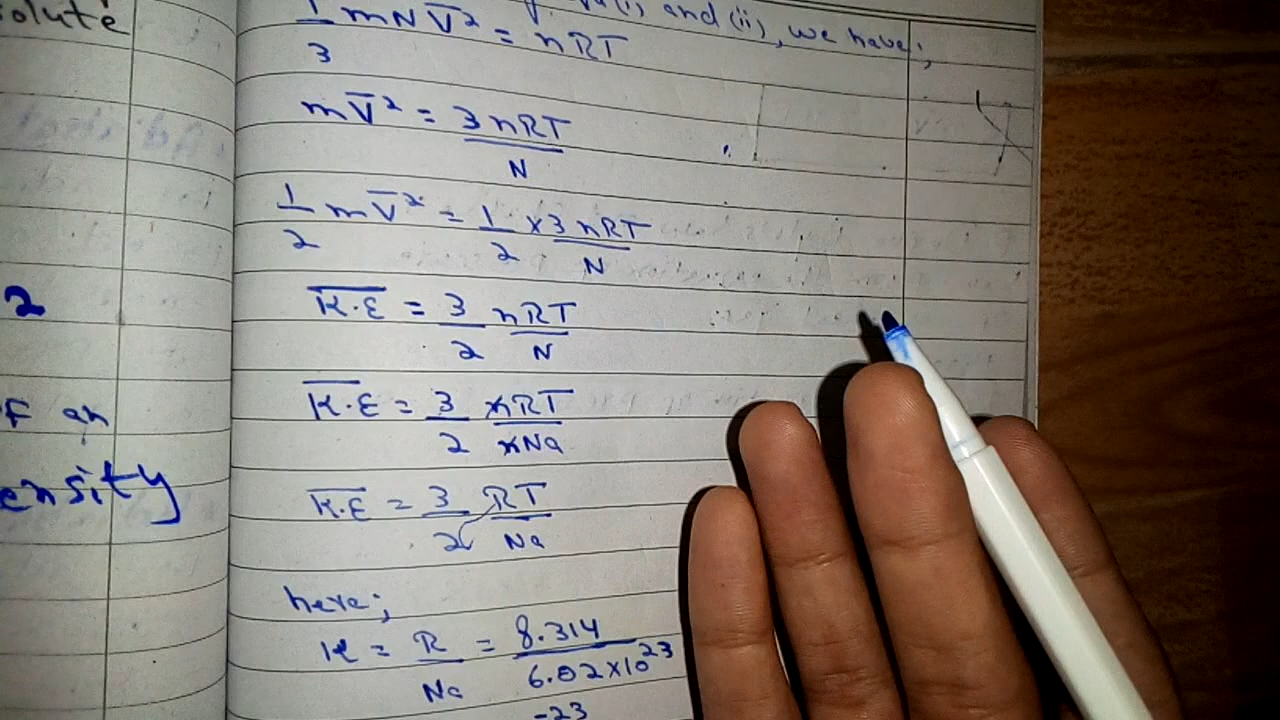 olute
(i) and (ii), we have;
1/3 mNV̅² = nRT
mV̅² = 3nRT/N
1/2 mV̅² = 1/2 × 3nRT/N
K.E̅ = 3/2 nRT/N
2
K.E̅ = 3/2 nRT/nNa
F an
K.E̅ = 3/2 RT/Na
ensity
here;
K = R/Na = 8.314/6.02×10²³
-23